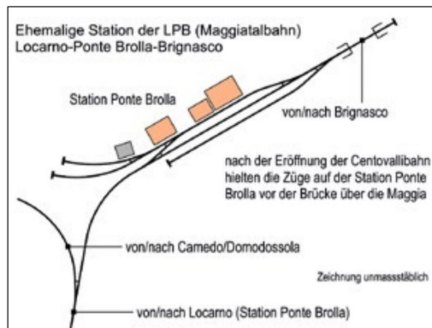 Ehemalige Station der LPB (Maggiatalbahn)
Locarno-Ponte Brolla-Brignasco
Station Ponte Brolla
von/nach Brignasco
nach der Eröffnung der Centovallibahn
hielten die Züge auf der Station Ponte
Brolla vor der Brücke über die Maggia
von/nach Camedo/Domodossola
Zeichnung unmassstäblich
von/nach Locarno (Station Ponte Brolla)